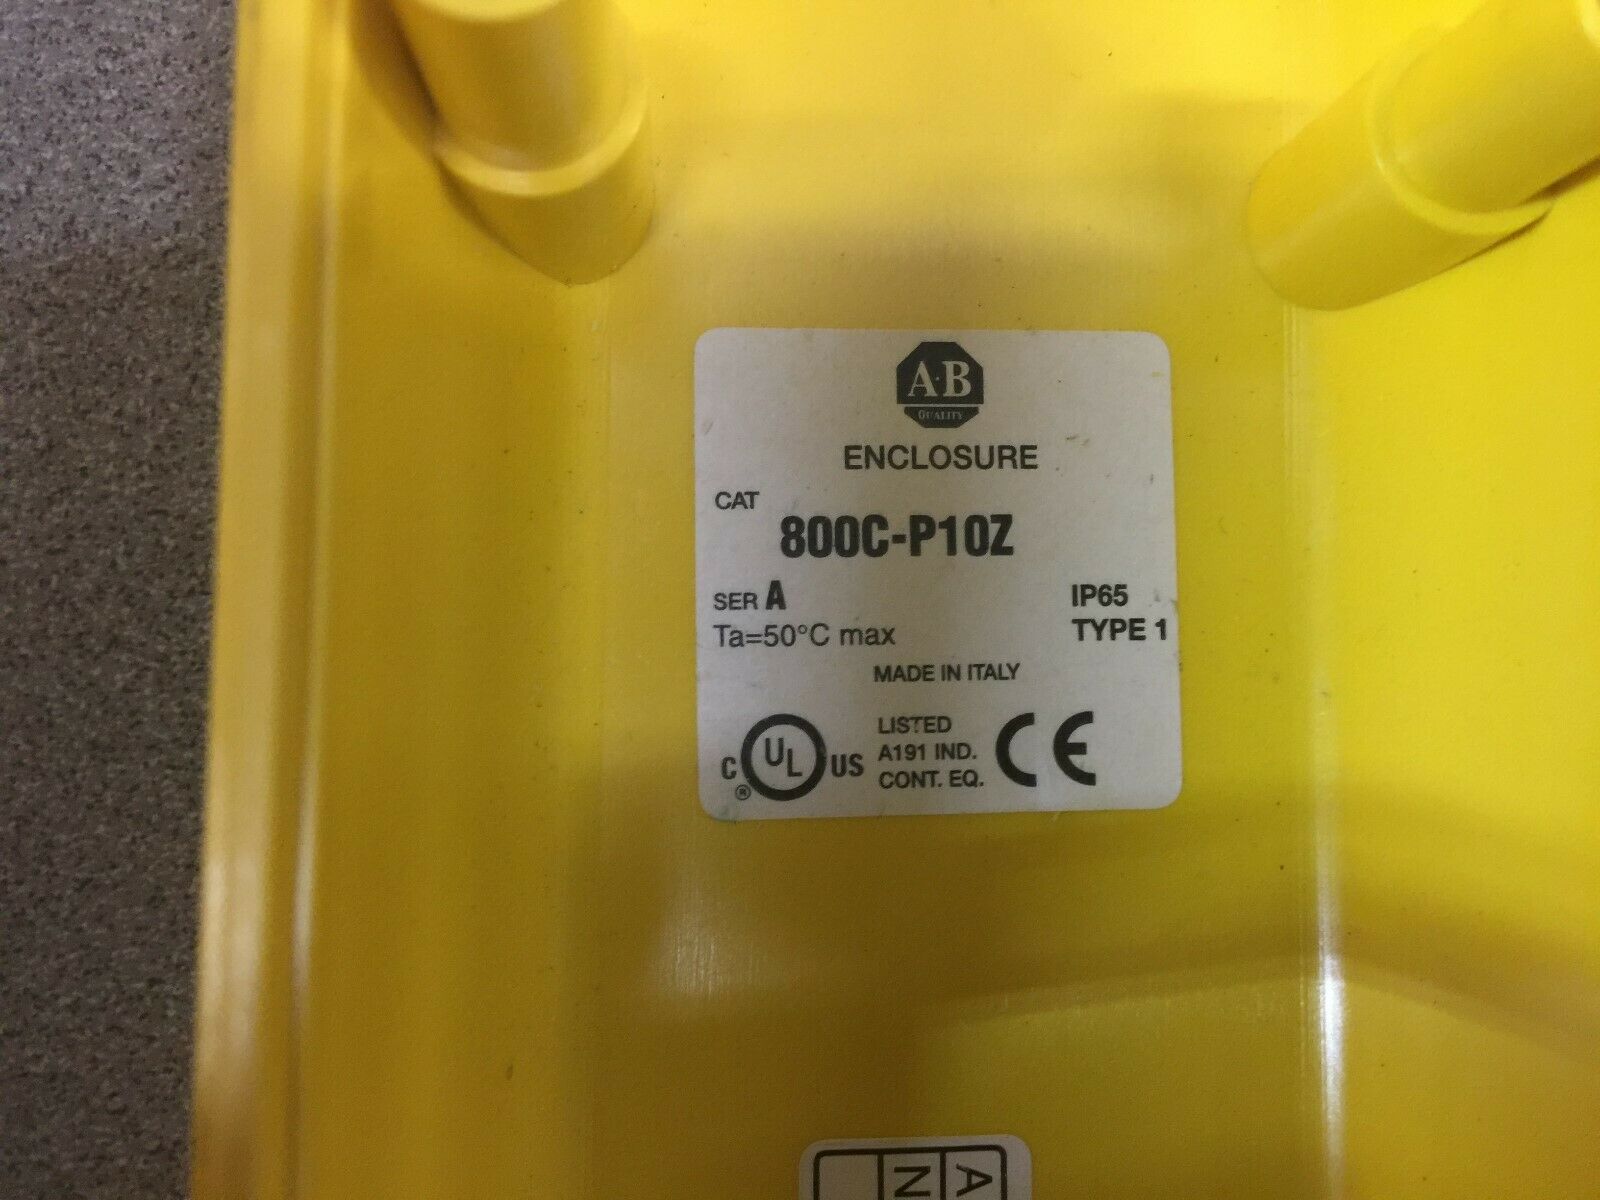 A·B
QUALITY
ENCLOSURE
CAT 800C-P10Z
SER A IP65
Ta=50°C max TYPE 1
MADE IN ITALY
C UL US ® LISTED
A191 IND.
CONT. EQ. CE
A
N